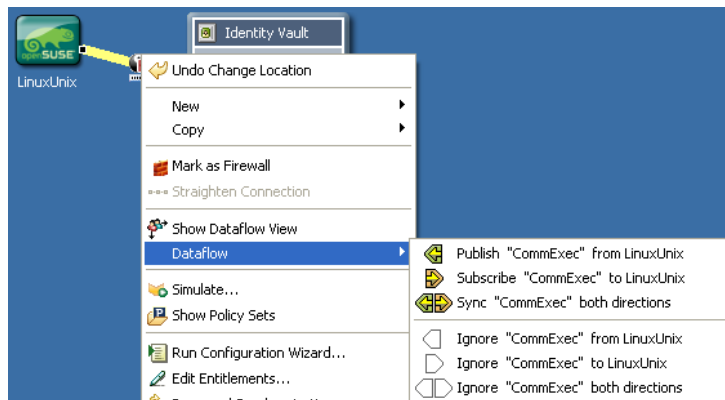 Identity Vault
openSUSE
LinuxUnix
Undo Change Location
New
Copy
Mark as Firewall
Straighten Connection
Show Dataflow View
Dataflow
Publish "CommExec" from LinuxUnix
Subscribe "CommExec" to LinuxUnix
Sync "CommExec" both directions
Ignore "CommExec" from LinuxUnix
Ignore "CommExec" to LinuxUnix
Ignore "CommExec" both directions
Simulate...
Show Policy Sets
Run Configuration Wizard...
Edit Entitlements...